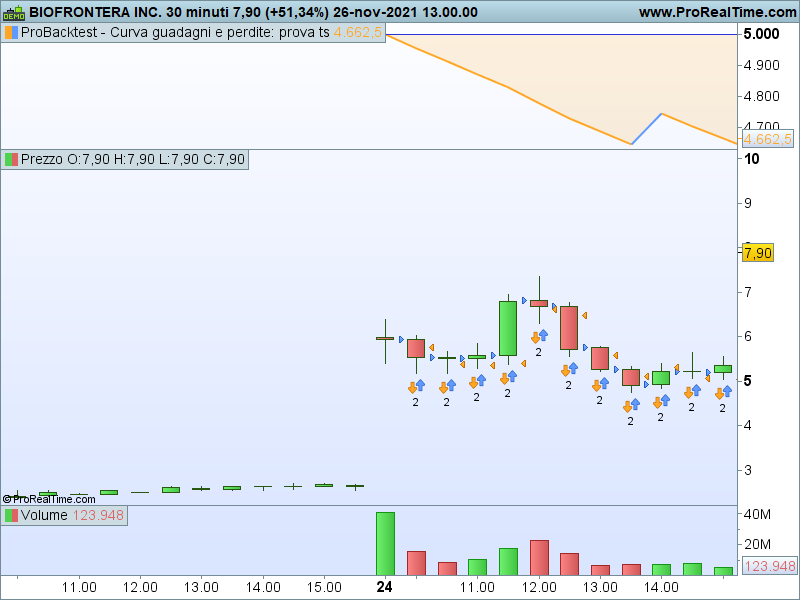 BIOFRONTERA INC. 30 minuti 7,90 (+51,34%) 26-nov-2021 13.00.00
www.ProRealTime.com
DEMO
ProBacktest - Curva guadagni e perdite: prova ts 4.662,5
5.000
4.900
4.800
4.700
4.662,5
Prezzo O:7,90 H:7,90 L:7,90 C:7,90
10
9
8
7,90
7
6
5
4
3
2 2 2 2 2 2 2 2 2 2 2
©ProRealTime.com
Volume 123.948
40M
20M
123.948
11.00 12.00 13.00 14.00 15.00 24 11.00 12.00 13.00 14.00